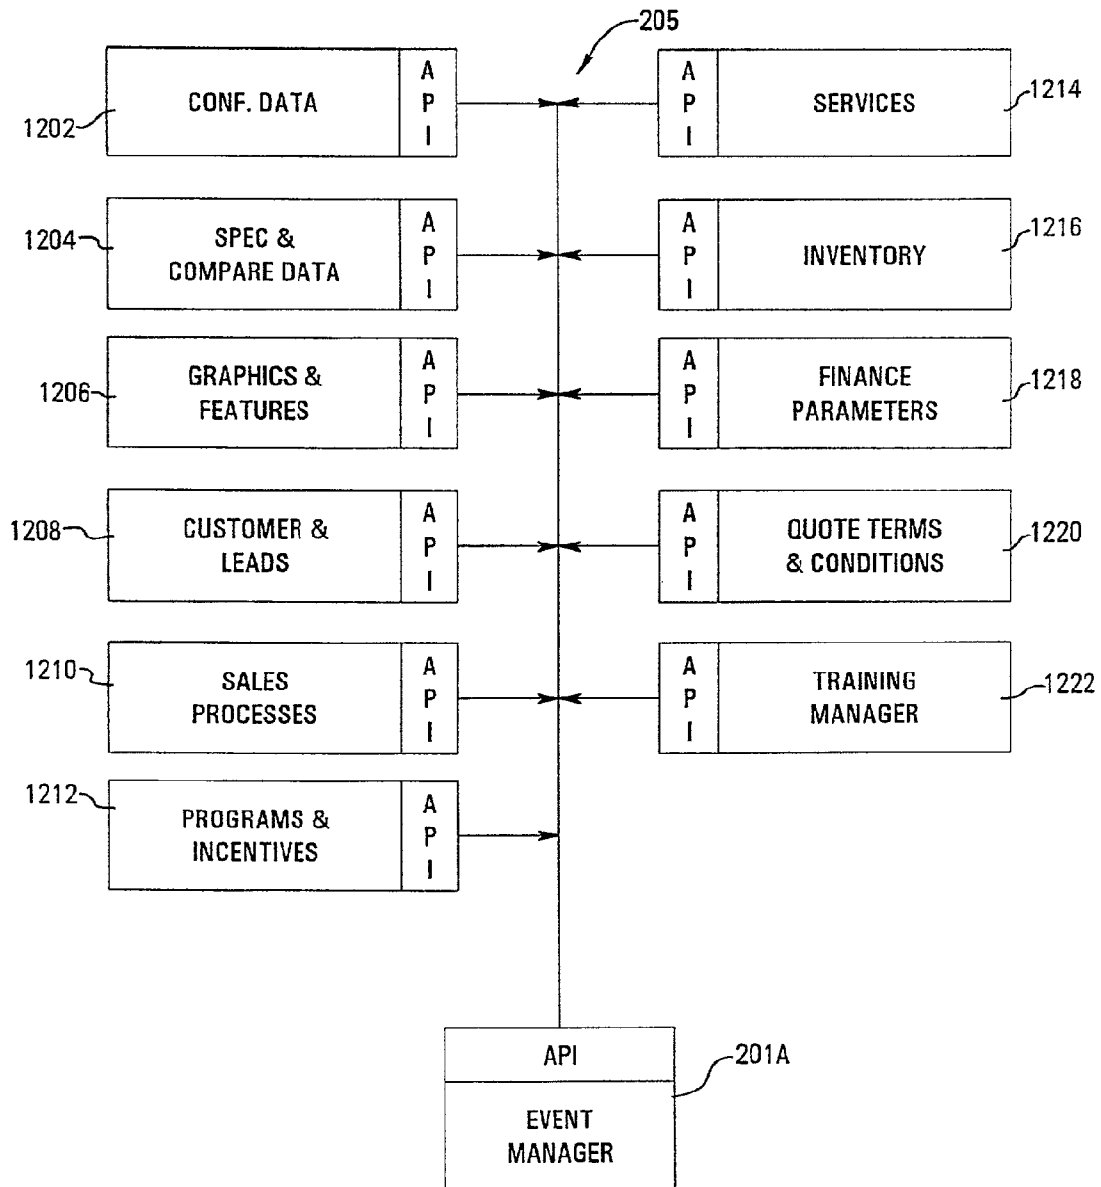 205
CONF. DATA
A
P
I
1202
A
P
I
SERVICES
1214
SPEC &
COMPARE DATA
A
P
I
1204
A
P
I
INVENTORY
1216
GRAPHICS &
FEATURES
A
P
I
1206
A
P
I
FINANCE
PARAMETERS
1218
CUSTOMER &
LEADS
A
P
I
1208
A
P
I
QUOTE TERMS
& CONDITIONS
1220
SALES
PROCESSES
A
P
I
1210
A
P
I
TRAINING
MANAGER
1222
PROGRAMS &
INCENTIVES
A
P
I
1212
API
EVENT
MANAGER
201A